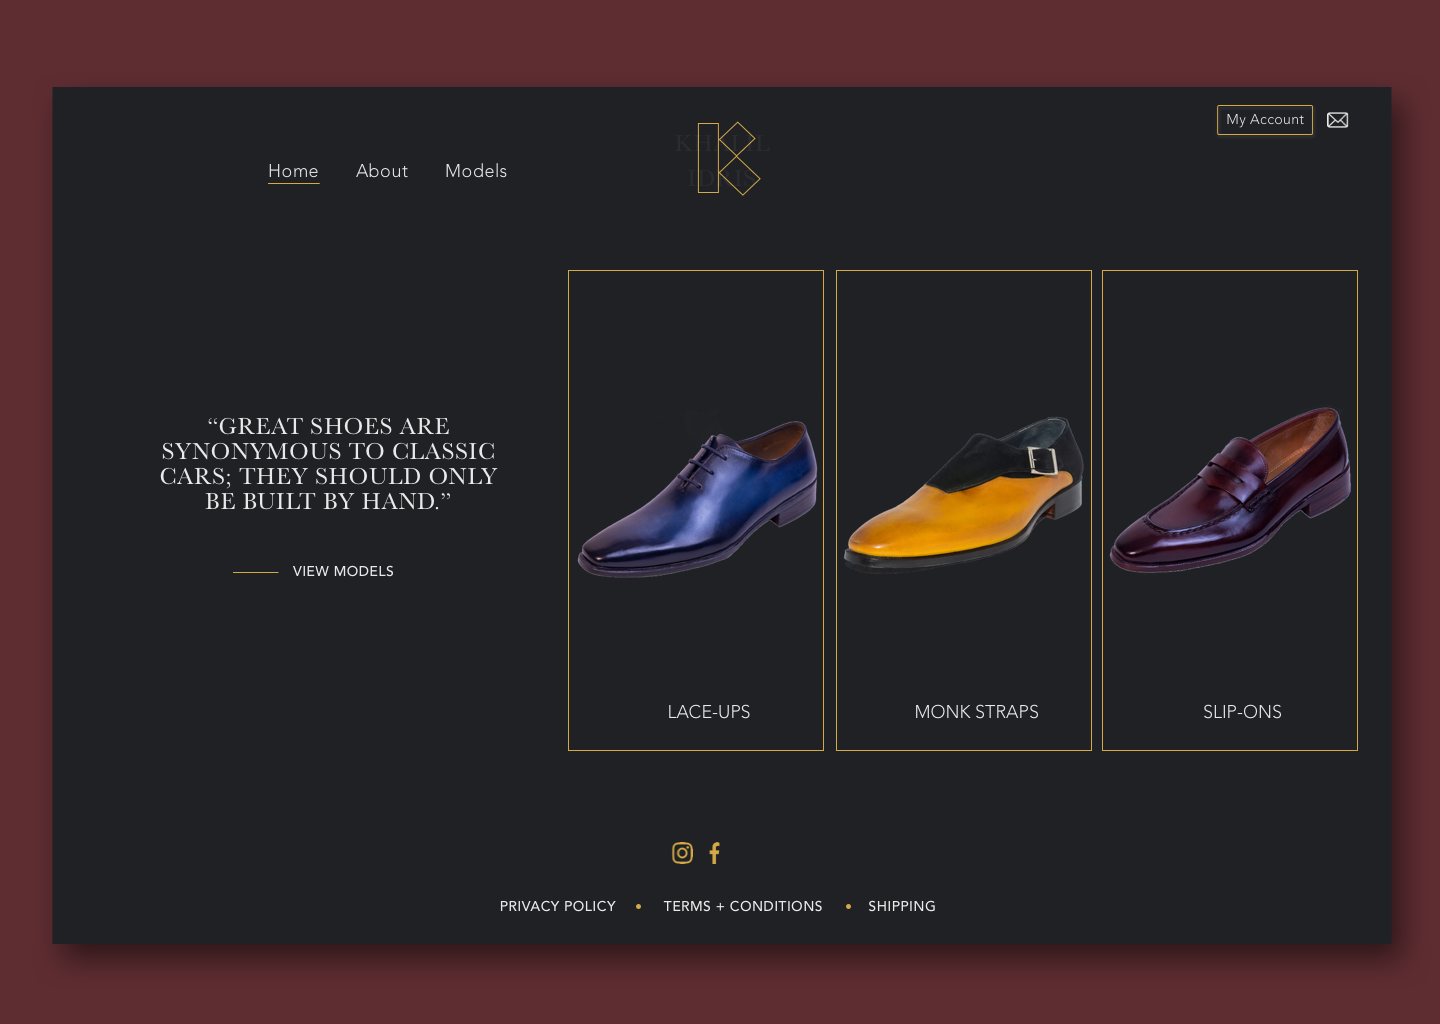 My Account
Home About Models
K
“GREAT SHOES ARE
SYNONYMOUS TO CLASSIC
CARS; THEY SHOULD ONLY
BE BUILT BY HAND.”
VIEW MODELS
LACE-UPS
MONK STRAPS
SLIP-ONS
PRIVACY POLICY • TERMS + CONDITIONS • SHIPPING